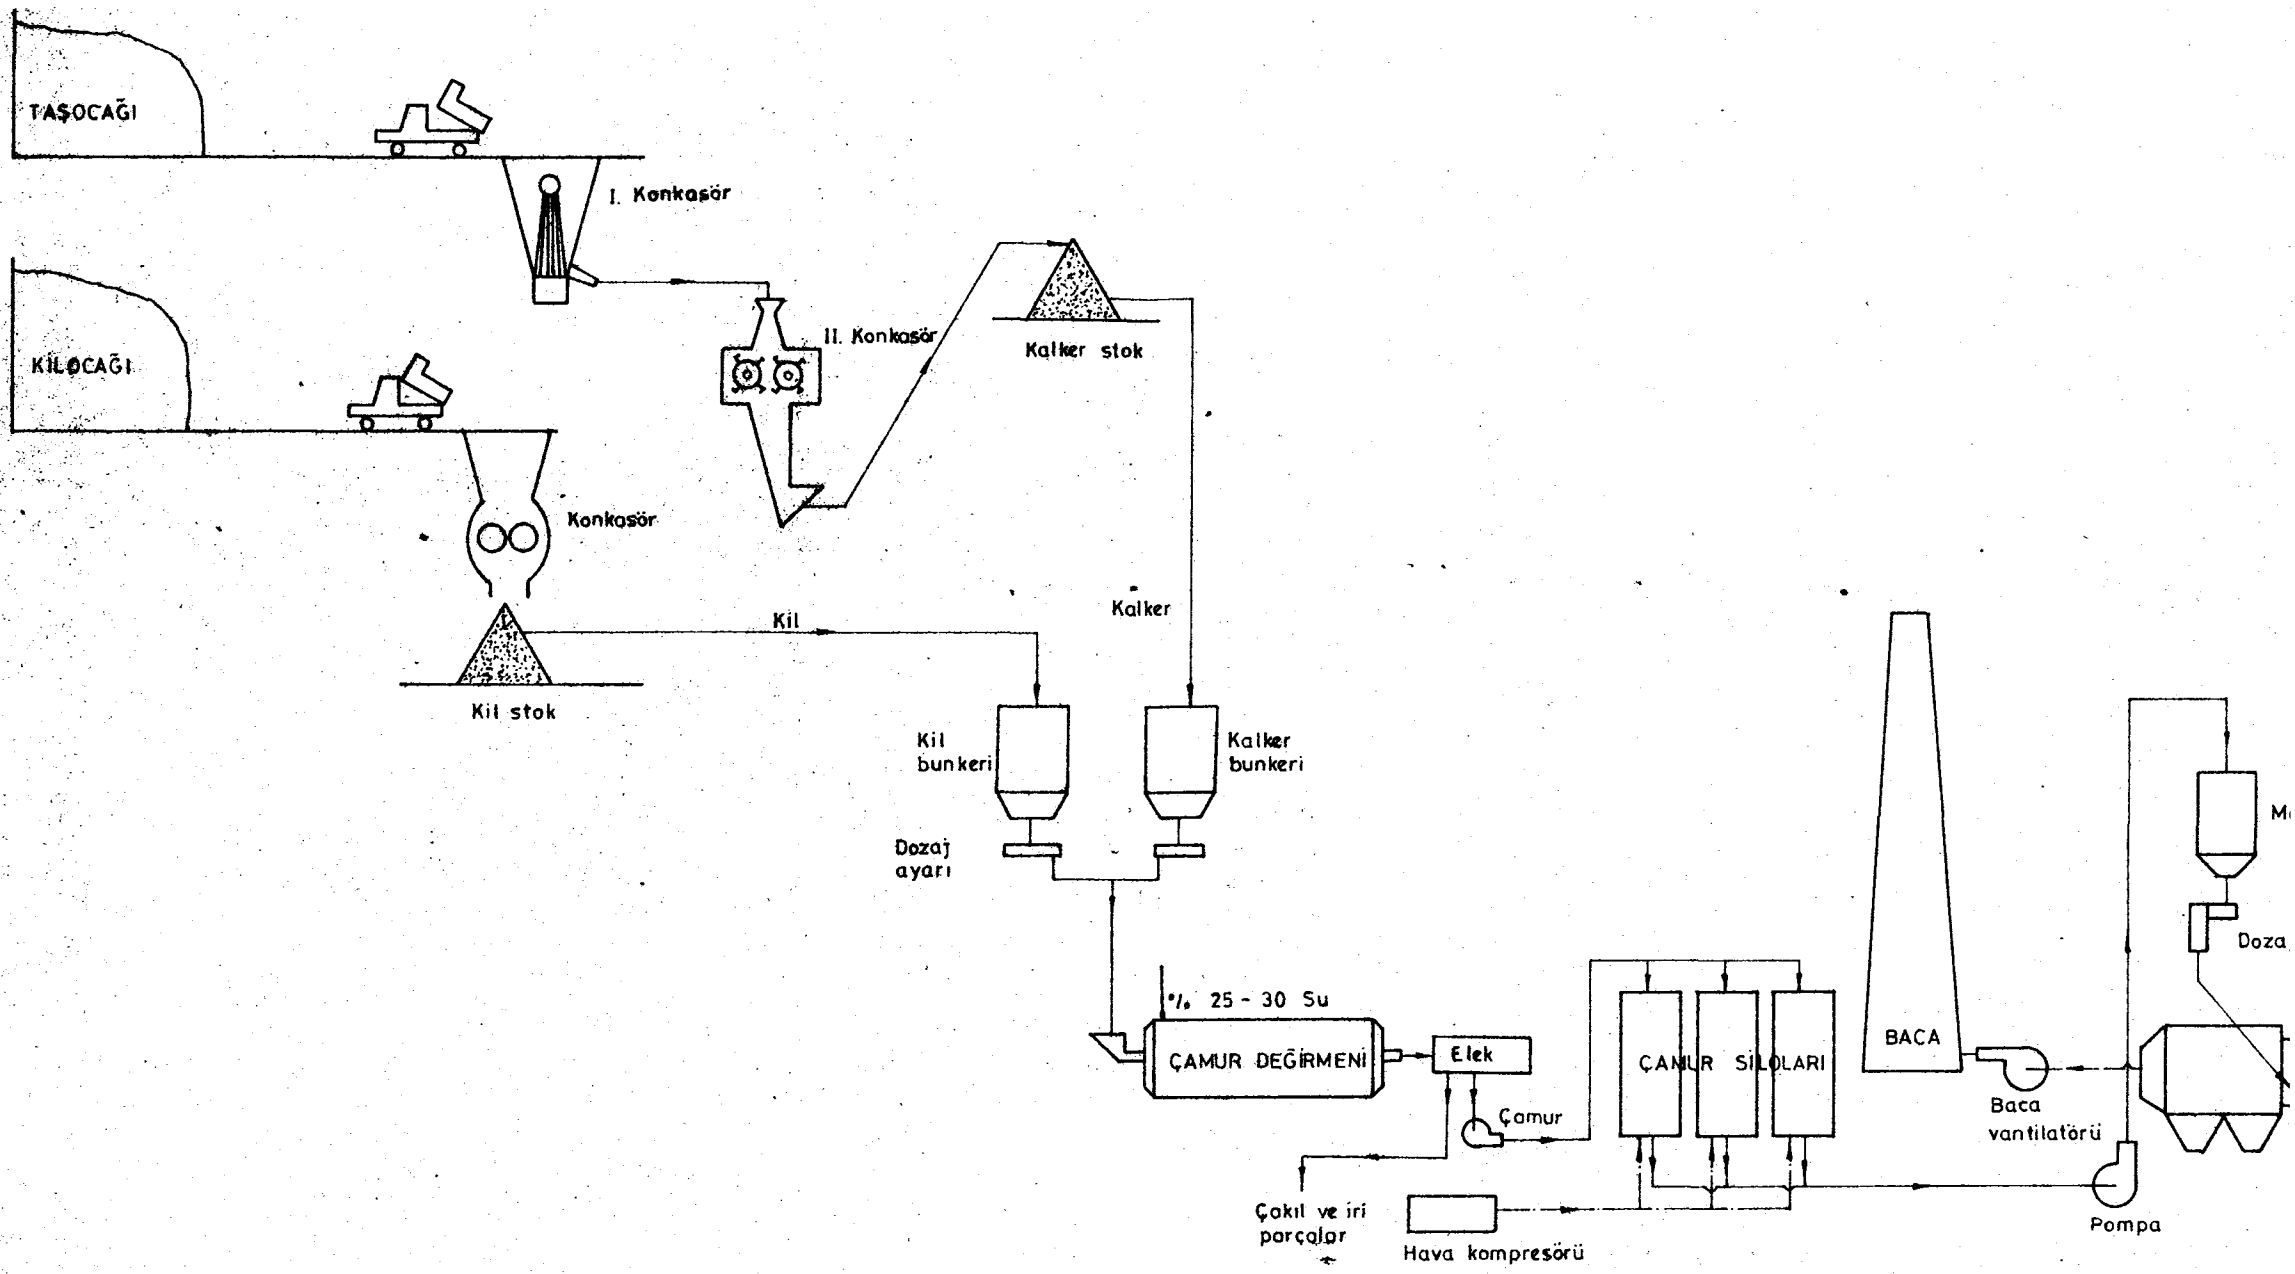 TAŞOCAĞI
I. Konkasör
II. Konkasör
Kalker stok
KİLOCAĞI
Konkasör
Kalker
Kil
Kil stok
Kil
bunkeri
Kalker
bunkeri
Dozaj
ayarı
% 25 - 30 Su
ÇAMUR DEĞİRMENİ
Elek
ÇAMUR SİLOLARI
BACA
Baca
vantilatörü
Çamur
Çakıl ve iri
parçalar
Hava kompresörü
Pompa